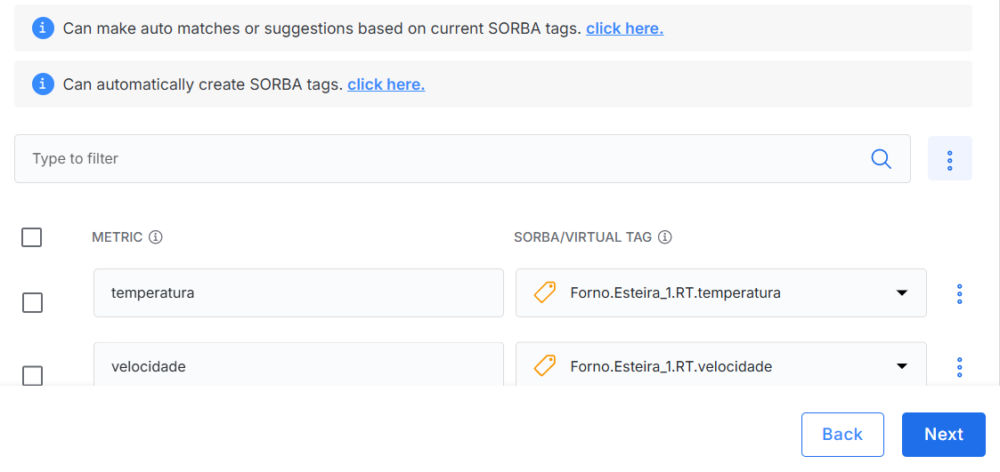 Can make auto matches or suggestions based on current SORBA tags. click here.
Can automatically create SORBA tags. click here.
Type to filter
METRIC SORBA/VIRTUAL TAG
temperatura Forno.Esteira_1.RT.temperatura
velocidade Forno.Esteira_1.RT.velocidade
Back Next